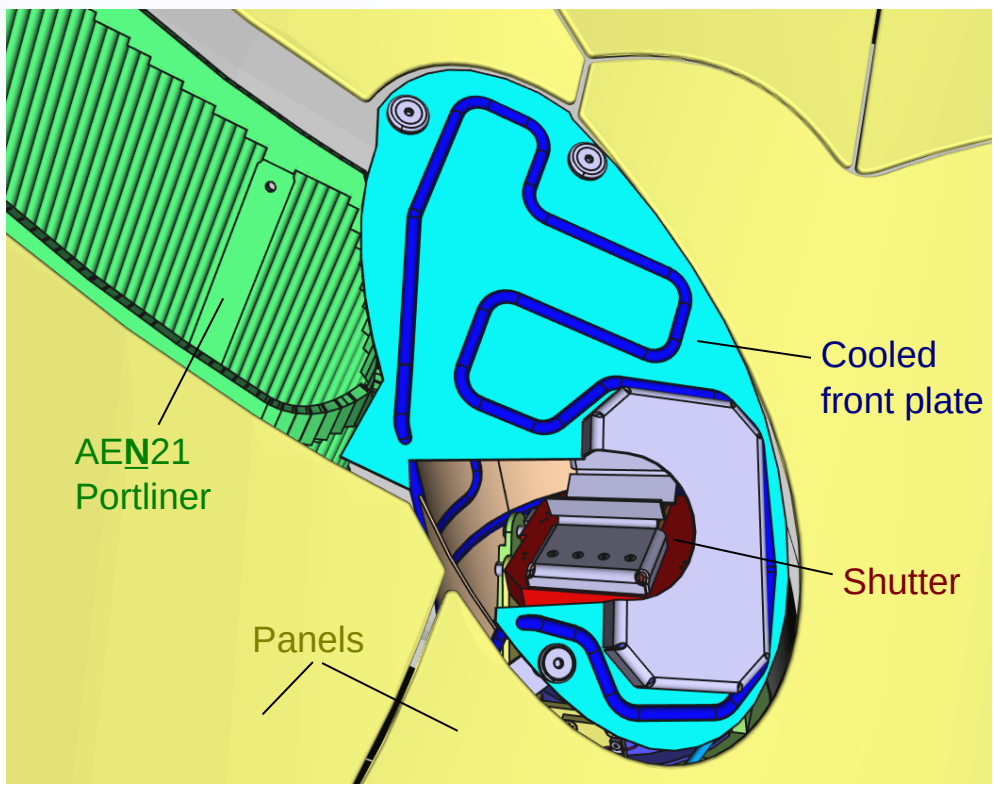 Cooled
front plate
AEN21
Portliner
Shutter
Panels